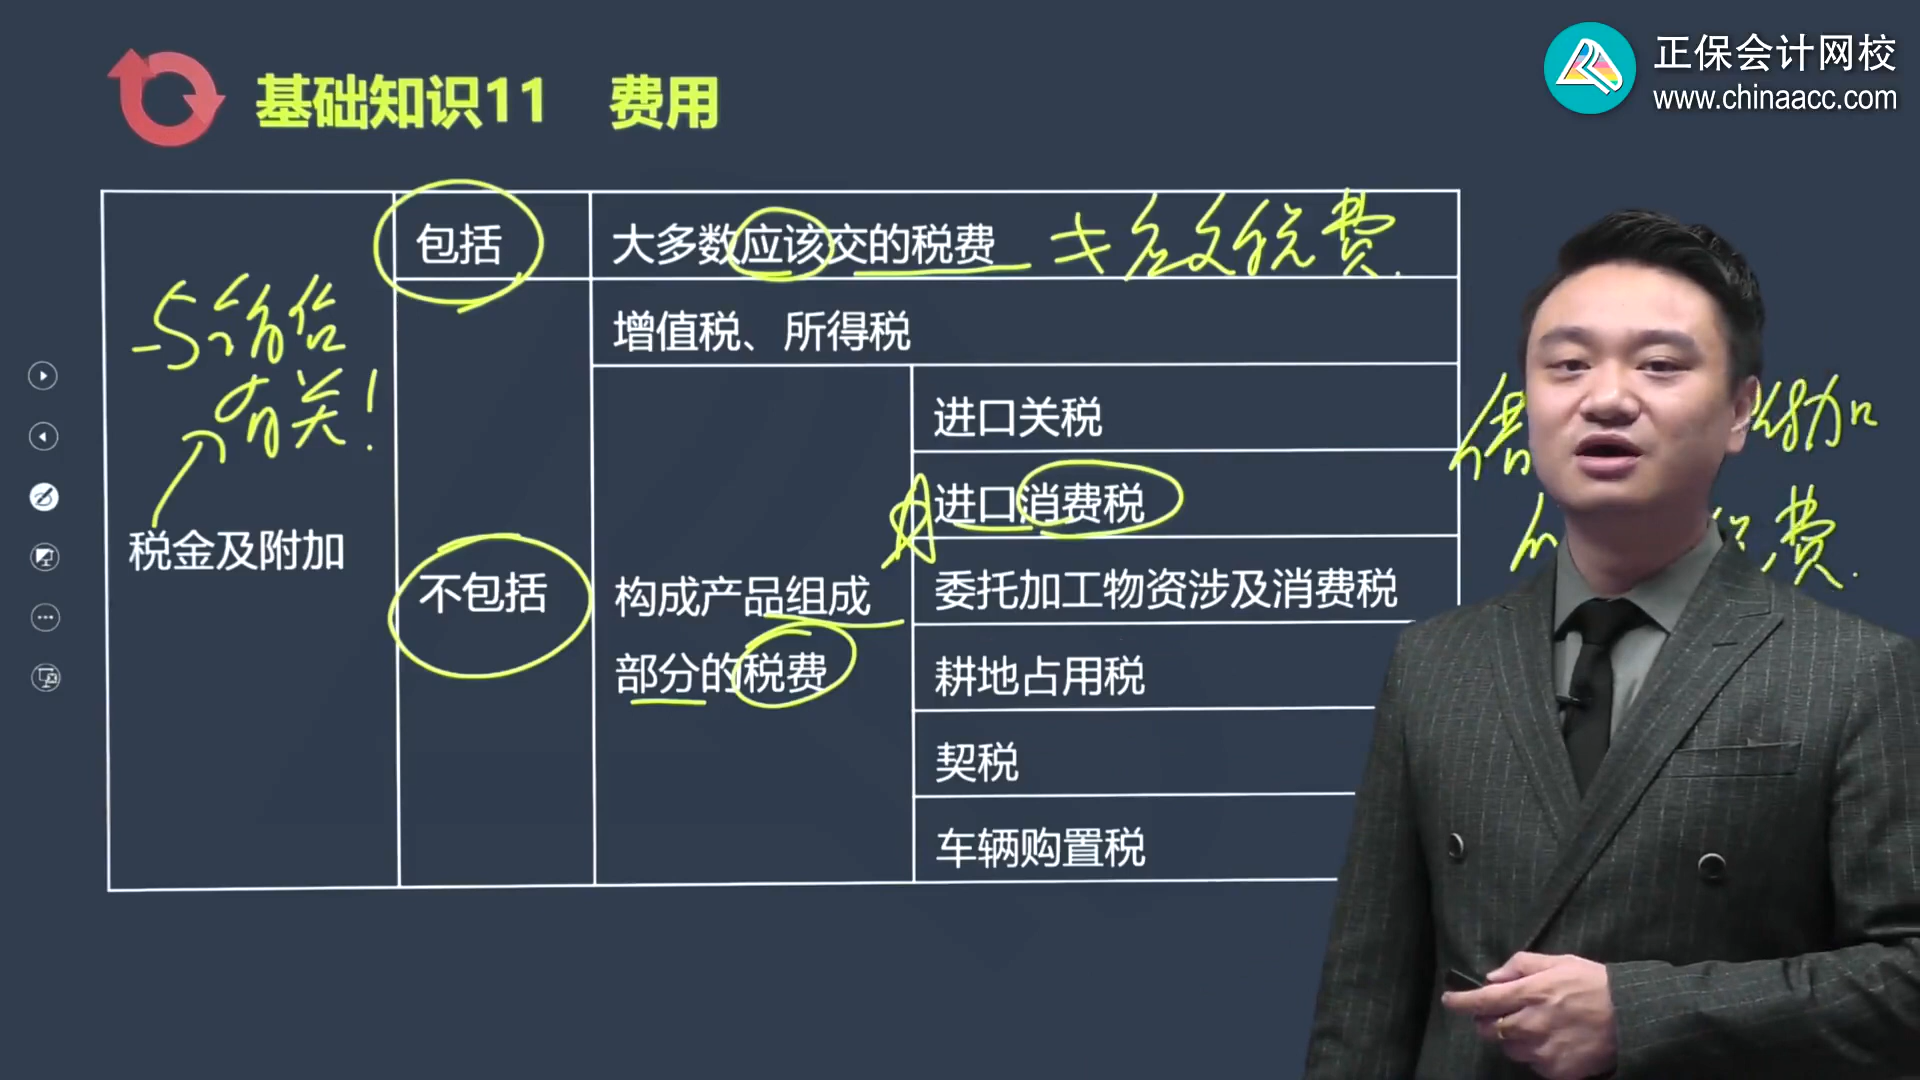 正保会计网校
www.chinaacc.com
基础知识11 费用
包括
大多数应该交的税费
增值税、所得税
进口关税
进口消费税
税金及附加
不包括
构成产品组成
部分的税费
委托加工物资涉及消费税
耕地占用税
契税
车辆购置税
有关！
税费